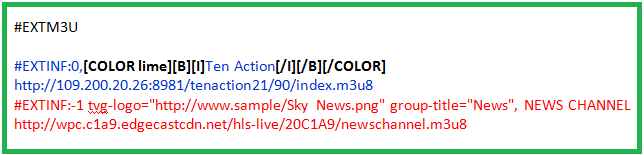 #EXTM3U
#EXTINF:0,[COLOR lime][B][I]Ten Action[/I][/B][/COLOR]
http://109.200.20.26:8981/tenaction21/90/index.m3u8
#EXTINF:-1 tvg-logo="http://www.sample/Sky News.png" group-title="News", NEWS CHANNEL
http://wpc.c1a9.edgecastcdn.net/hls-live/20C1A9/newschannel.m3u8